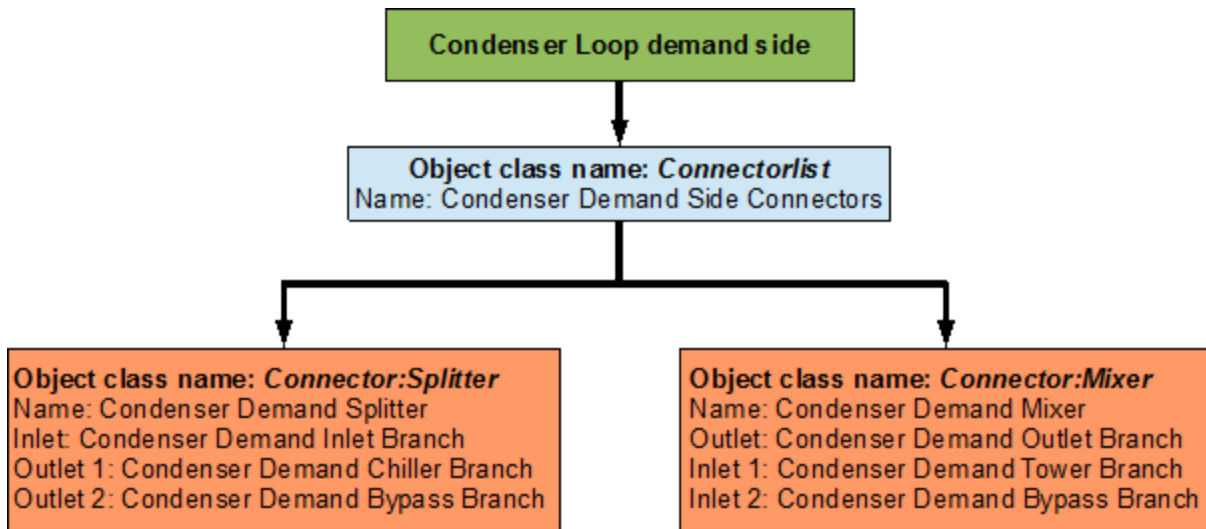 Condenser Loop demand side
Object class name: Connectorlist
Name: Condenser Demand Side Connectors
Object class name: Connector:Splitter
Name: Condenser Demand Splitter
Inlet: Condenser Demand Inlet Branch
Outlet 1: Condenser Demand Chiller Branch
Outlet 2: Condenser Demand Bypass Branch
Object class name: Connector:Mixer
Name: Condenser Demand Mixer
Outlet: Condenser Demand Outlet Branch
Inlet 1: Condenser Demand Tower Branch
Inlet 2: Condenser Demand Bypass Branch